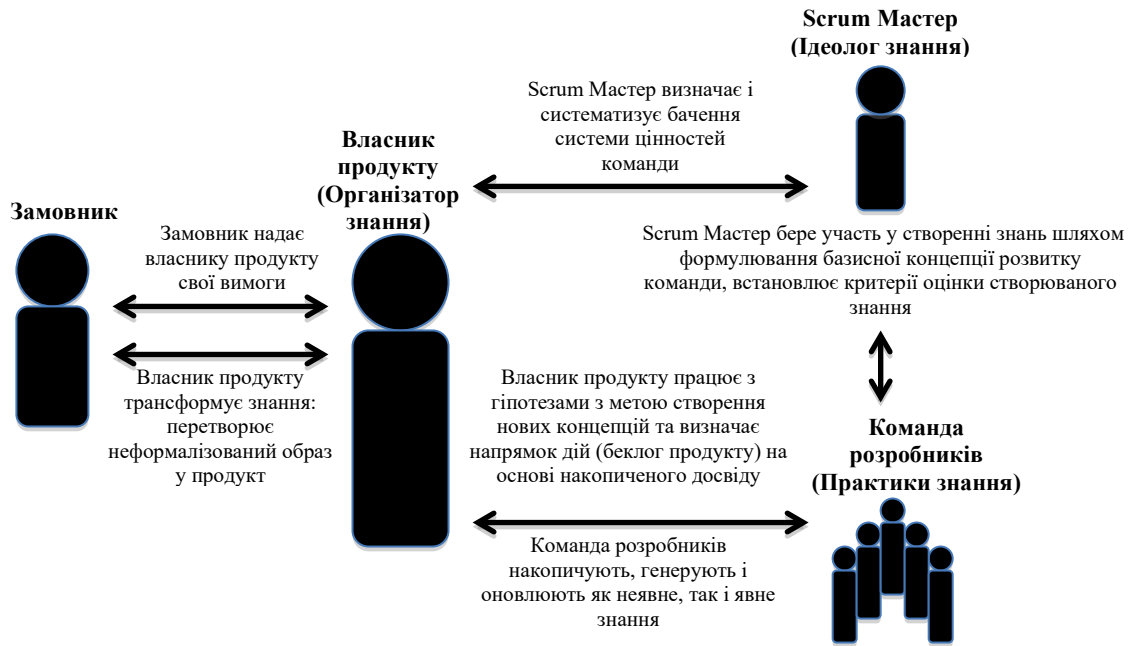 Scrum Мастер
(Ідеолог знання)
Scrum Мастер визначає і
систематизує бачення
системи цінностей
команди
Власник
продукту
(Організатор
знання)
Замовник
Замовник надає
власнику продукту
свої вимоги
Scrum Мастер бере участь у створенні знань шляхом
формулювання базисної концепції розвитку
команди, встановлює критерії оцінки створюваного
знання
Власник продукту
трансформує знання:
перетворює
неформалізований образ
у продукт
Власник продукту працює з
гіпотезами з метою створення
нових концепцій та визначає
напрямок дій (беклог продукту) на
основі накопиченого досвіду
Команда
розробників
(Практики знання)
Команда розробників
накопичують, генерують і
оновлюють як неявне, так і явне
знання